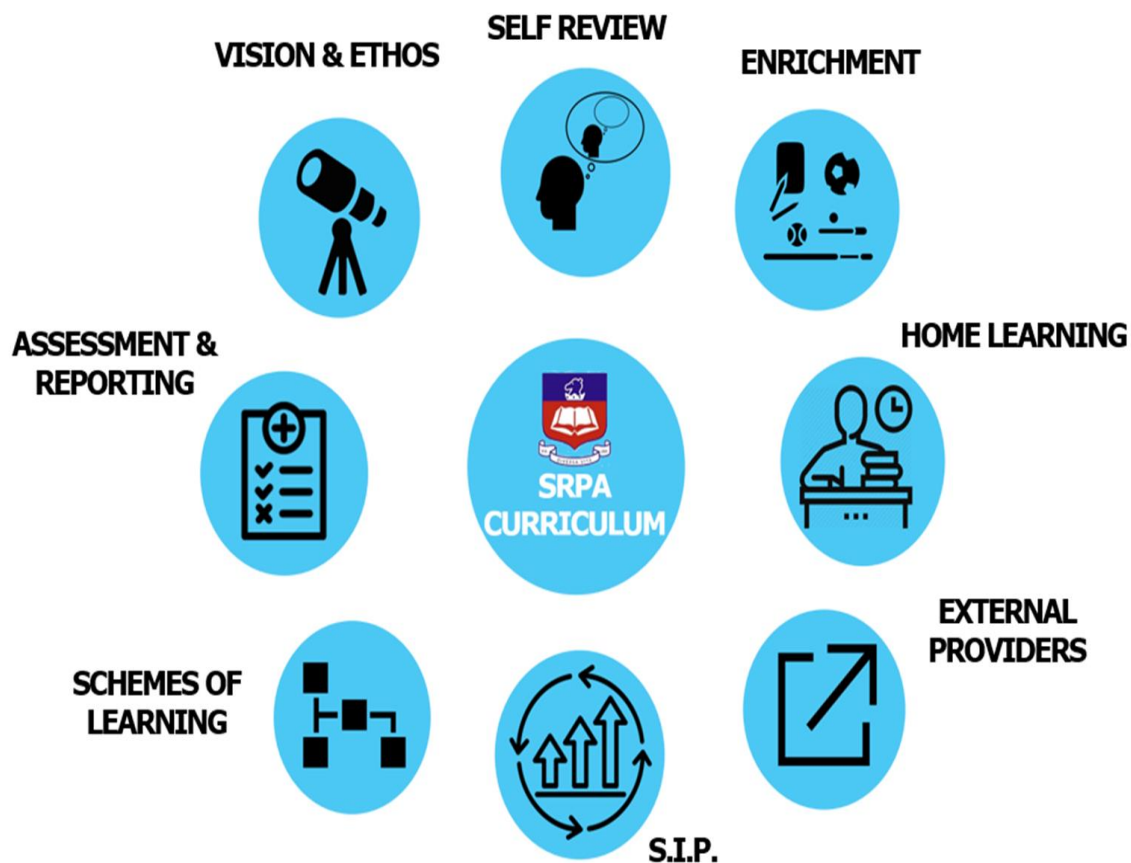 SELF REVIEW
VISION & ETHOS
ENRICHMENT
ASSESSMENT &
REPORTING
HOME LEARNING
SRPA
CURRICULUM
EXTERNAL
PROVIDERS
SCHEMES OF
LEARNING
S.I.P.